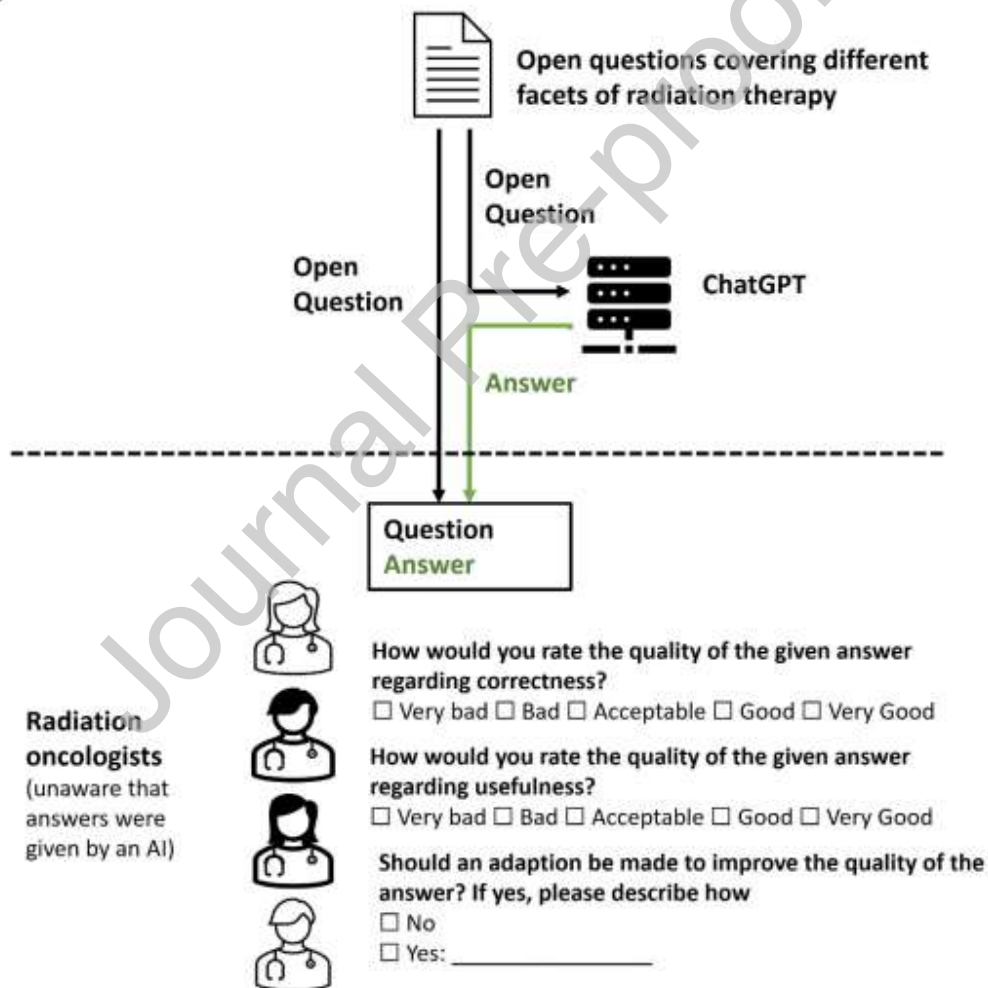 Open questions covering different
facets of radiation therapy
Open
Question
Open
Question
ChatGPT
Answer
Question
Answer
How would you rate the quality of the given answer
regarding correctness?
☐ Very bad ☐ Bad ☐ Acceptable ☐ Good ☐ Very Good
Radiation
oncologists
(unaware that
answers were
given by an AI)
How would you rate the quality of the given answer
regarding usefulness?
☐ Very bad ☐ Bad ☐ Acceptable ☐ Good ☐ Very Good
Should an adaption be made to improve the quality of the
answer? If yes, please describe how
☐ No
☐ Yes: ____________________
Journal Pre-proo